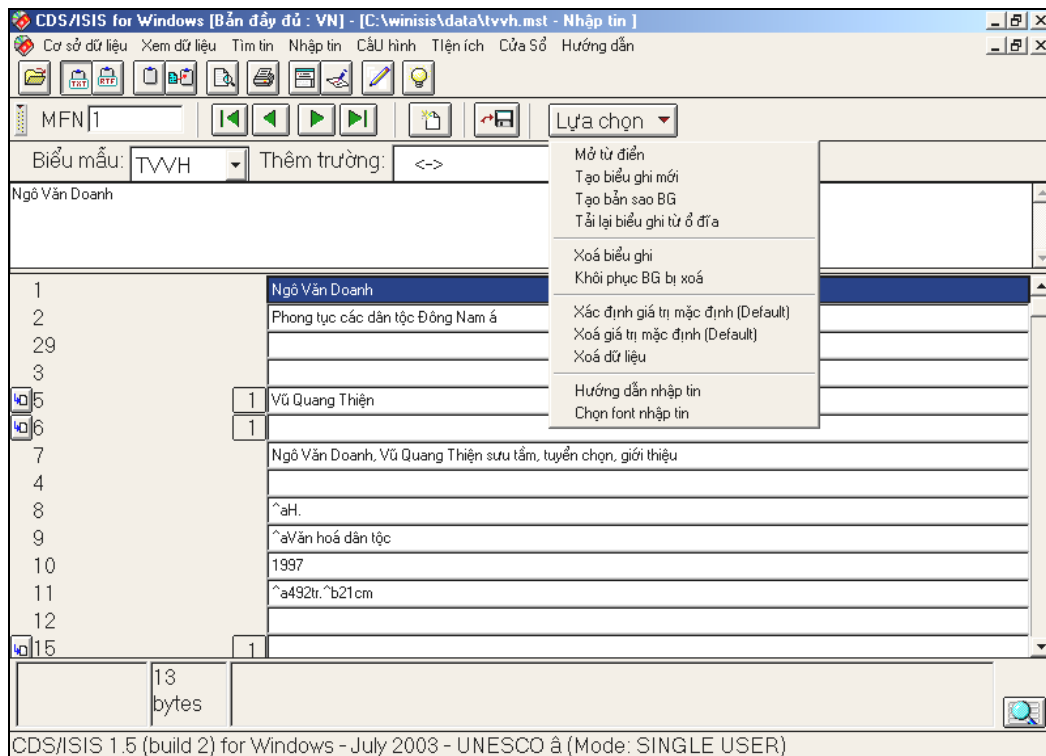 CDS/ISIS for Windows [Bản đầy đủ : VN] - [C:\winisis\data\tvvh.mst - Nhập tin ]
Cơ sở dữ liệu Xem dữ liệu Tìm tin Nhập tin CấU hình TIện ích Cửa Sổ Hướng dẫn
TXT RTF
MFN 1 Lựa chọn
Biểu mẫu: TVVH Thêm trường: <->
Mở từ điển
Tạo biểu ghi mới
Tạo bản sao BG
Tải lại biểu ghi từ ổ đĩa
Xoá biểu ghi
Khôi phục BG bị xoá
Xác định giá trị mặc định (Default)
Xoá giá trị mặc định (Default)
Xoá dữ liệu
Hướng dẫn nhập tin
Chọn font nhập tin
Ngô Văn Doanh
1 Ngô Văn Doanh
2 Phong tục các dân tộc Đông Nam á
29
3
5 1 Vũ Quang Thiện
6 1
7 Ngô Văn Doanh, Vũ Quang Thiện sưu tầm, tuyển chọn, giới thiệu
4
8 ^aH.
9 ^aVăn hoá dân tộc
10 1997
11 ^a492tr.^b21cm
12
15 1
13
bytes
CDS/ISIS 1.5 (build 2) for Windows - July 2003 - UNESCO â (Mode: SINGLE USER)